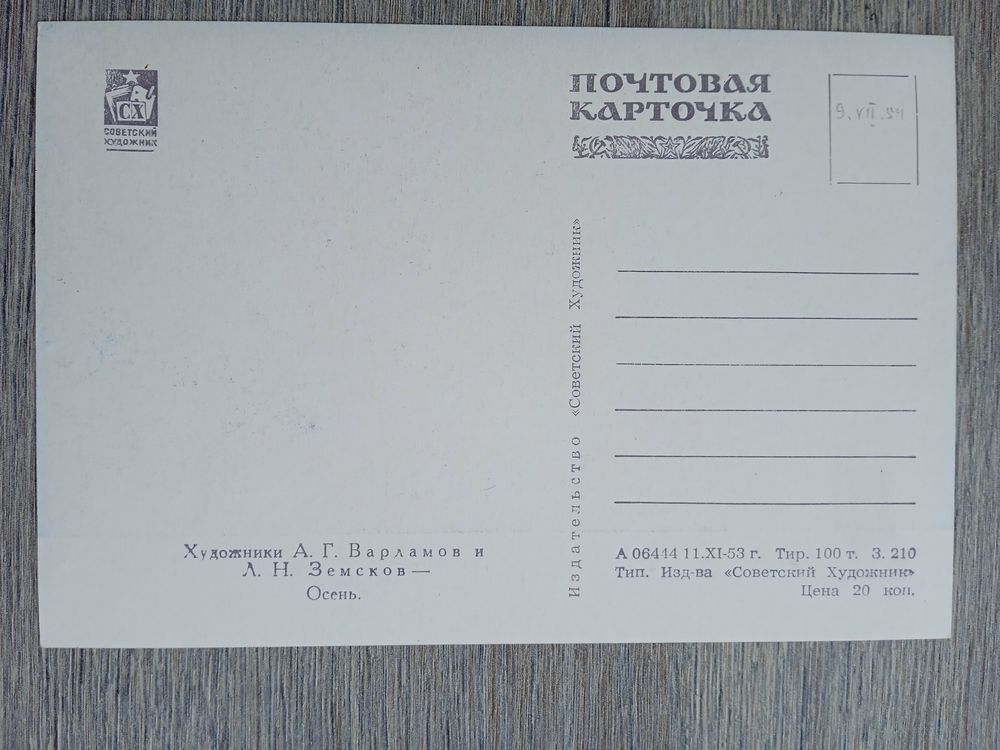 СХ
СОВЕТСКИЙ
ХУДОЖНИК
ПОЧТОВАЯ
КАРТОЧКА
9. VII. 54
Издательство «Советский Художник»
Художники А. Г. Варламов и
Л. Н. Земсков —
Осень.
А 06444 11.XI-53 г. Тир. 100 т. З. 210
Тип. Изд-ва «Советский Художник»
Цена 20 коп.